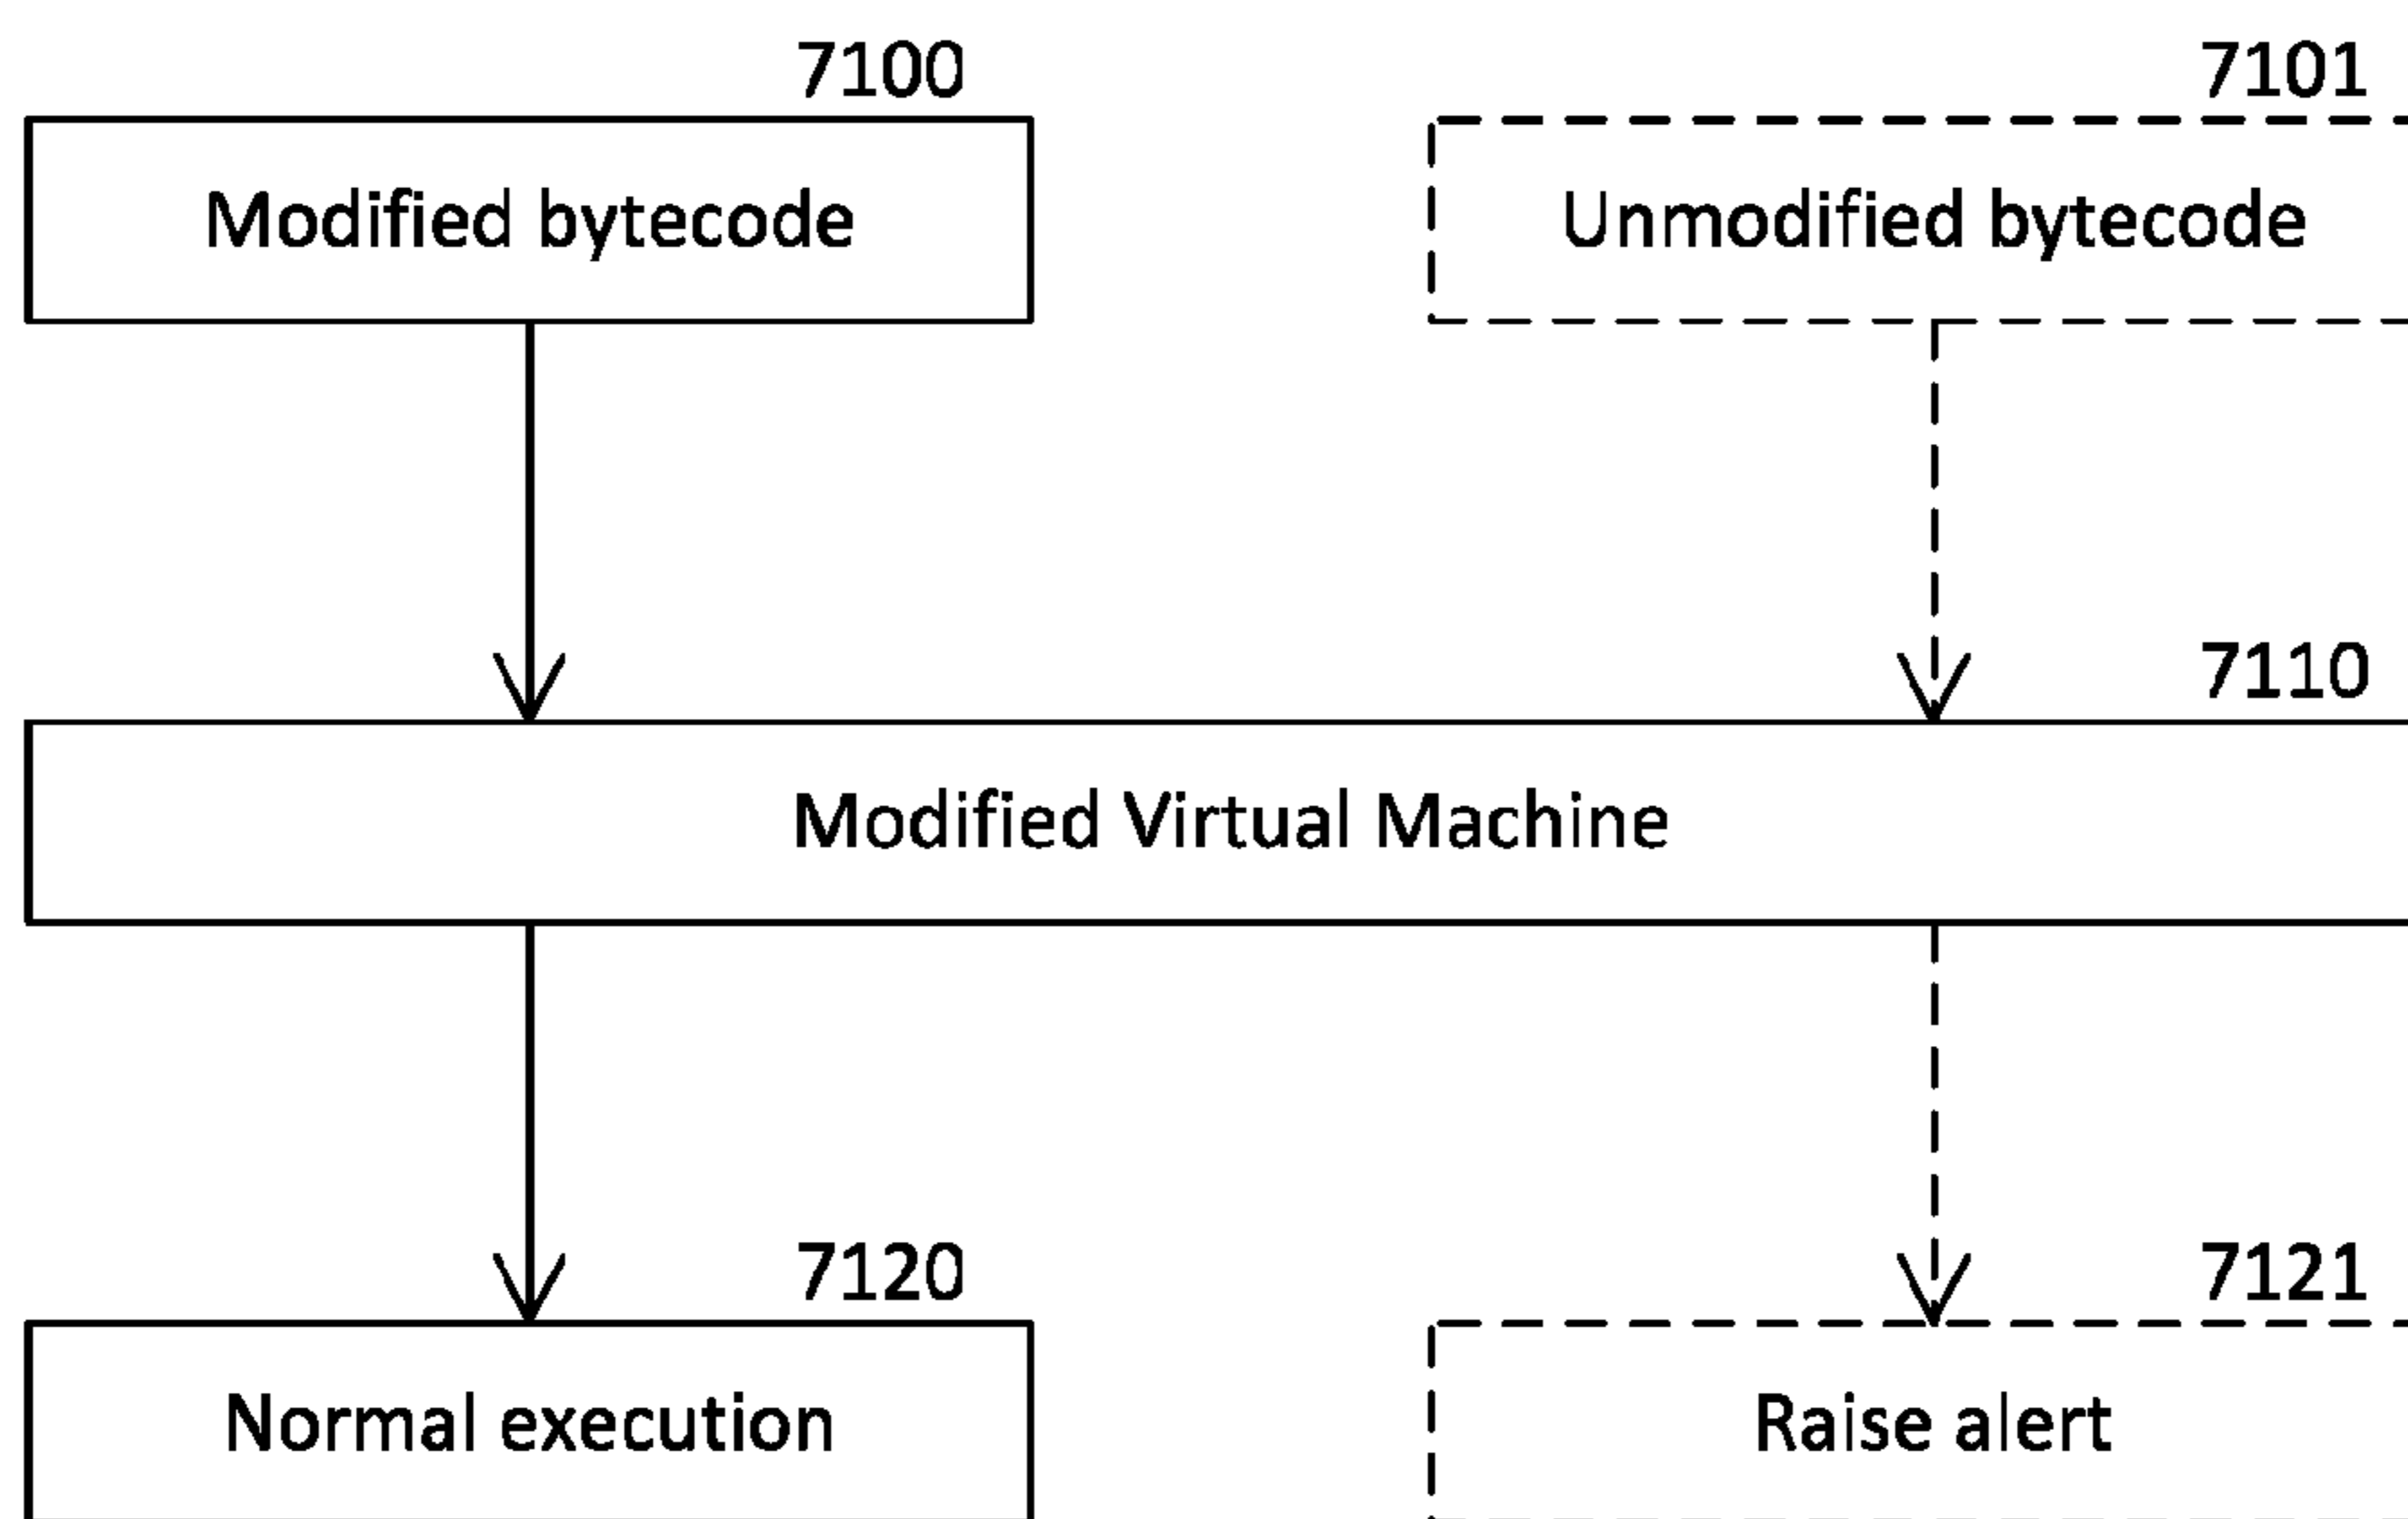 7100
7101
Modified bytecode
Unmodified bytecode
7110
Modified Virtual Machine
7120
7121
Normal execution
Raise alert